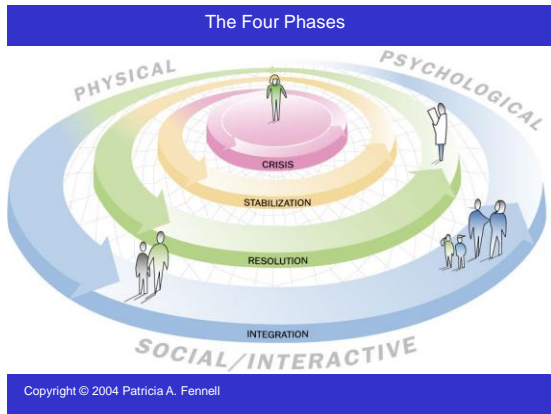 The Four Phases
PHYSICAL
PSYCHOLOGICAL
CRISIS
STABILIZATION
RESOLUTION
INTEGRATION
SOCIAL/INTERACTIVE
Copyright © 2004 Patricia A. Fennell